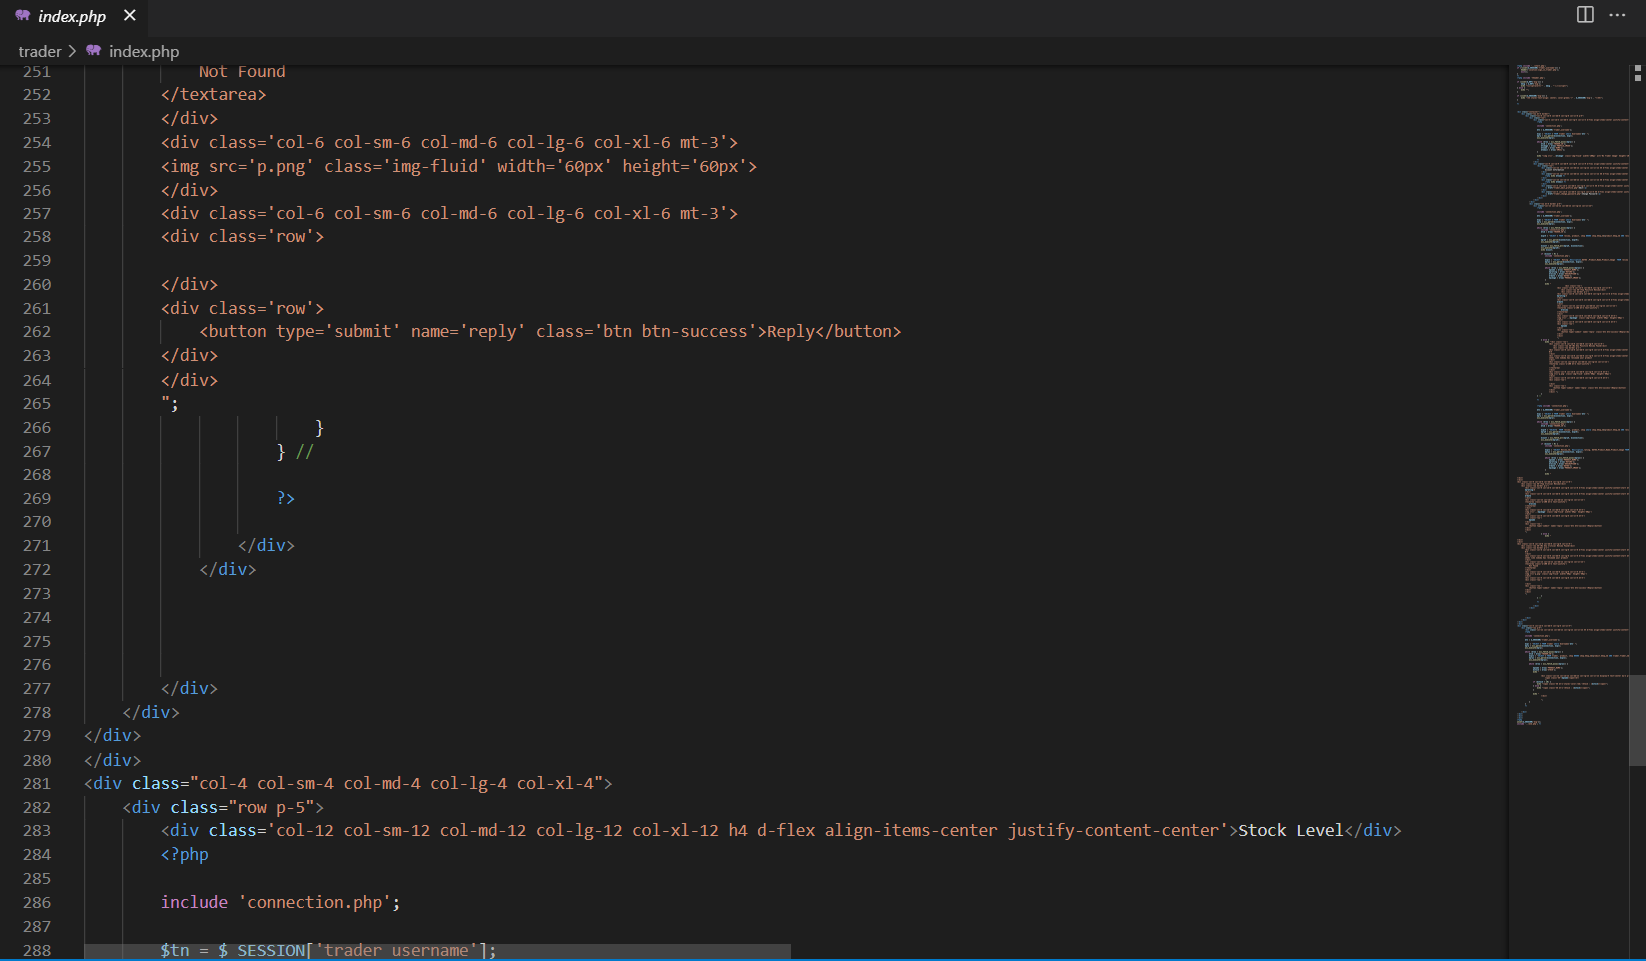 index.php
trader > index.php
251 Not Found
252 </textarea>
253 </div>
254 <div class='col-6 col-sm-6 col-md-6 col-lg-6 col-xl-6 mt-3'>
255 <img src='p.png' class='img-fluid' width='60px' height='60px'>
256 </div>
257 <div class='col-6 col-sm-6 col-md-6 col-lg-6 col-xl-6 mt-3'>
258 <div class='row'>
259
260 </div>
261 <div class='row'>
262 <button type='submit' name='reply' class='btn btn-success'>Reply</button>
263 </div>
264 </div>
265 ";
266 }
267 } //
268
269 ?>
270
271 </div>
272 </div>
273
274
275
276
277 </div>
278 </div>
279 </div>
280 </div>
281 <div class="col-4 col-sm-4 col-md-4 col-lg-4 col-xl-4">
282 <div class="row p-5">
283 <div class='col-12 col-sm-12 col-md-12 col-lg-12 col-xl-12 h4 d-flex align-items-center justify-content-center'>Stock Level</div>
284 <?php
285
286 include 'connection.php';
287
288 $tn = $_SESSION['trader_username'];